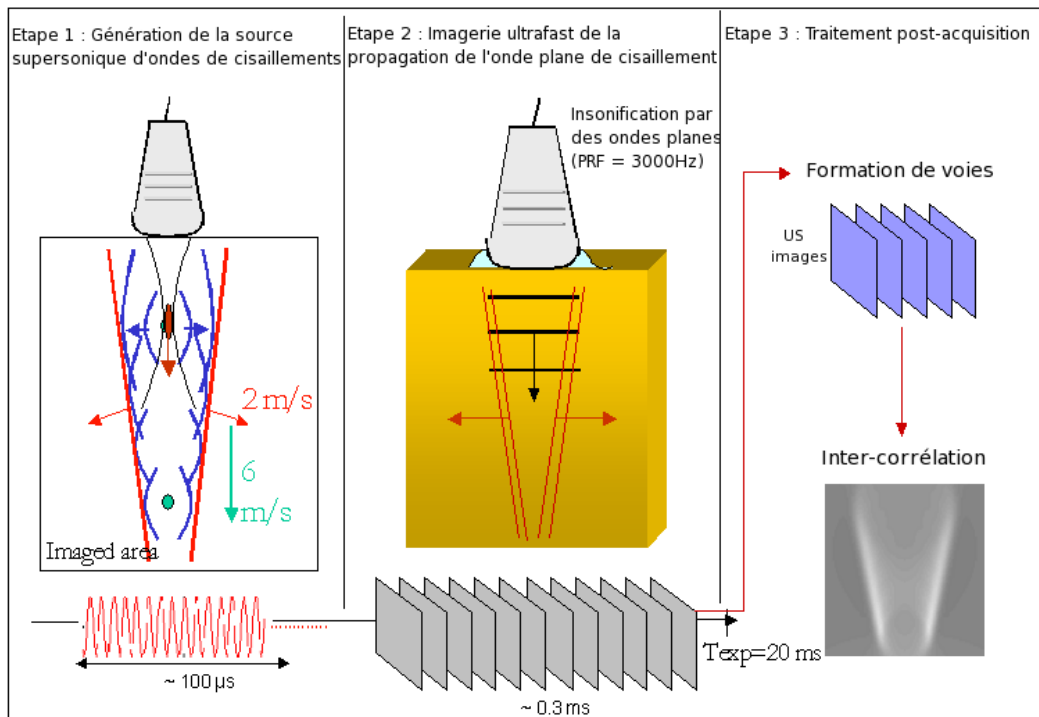 Etape 1 : Génération de la source
supersonique d'ondes de cisaillements
Etape 2 : Imagerie ultrafast de la
propagation de l'onde plane de cisaillement
Etape 3 : Traitement post-acquisition
Insonification par
des ondes planes
(PRF = 3000Hz)
Formation de voies
US
images
2 m/s
6
m/s
Imaged area
Inter-corrélation
Texp=20 ms
~ 100 µs
~ 0.3 ms